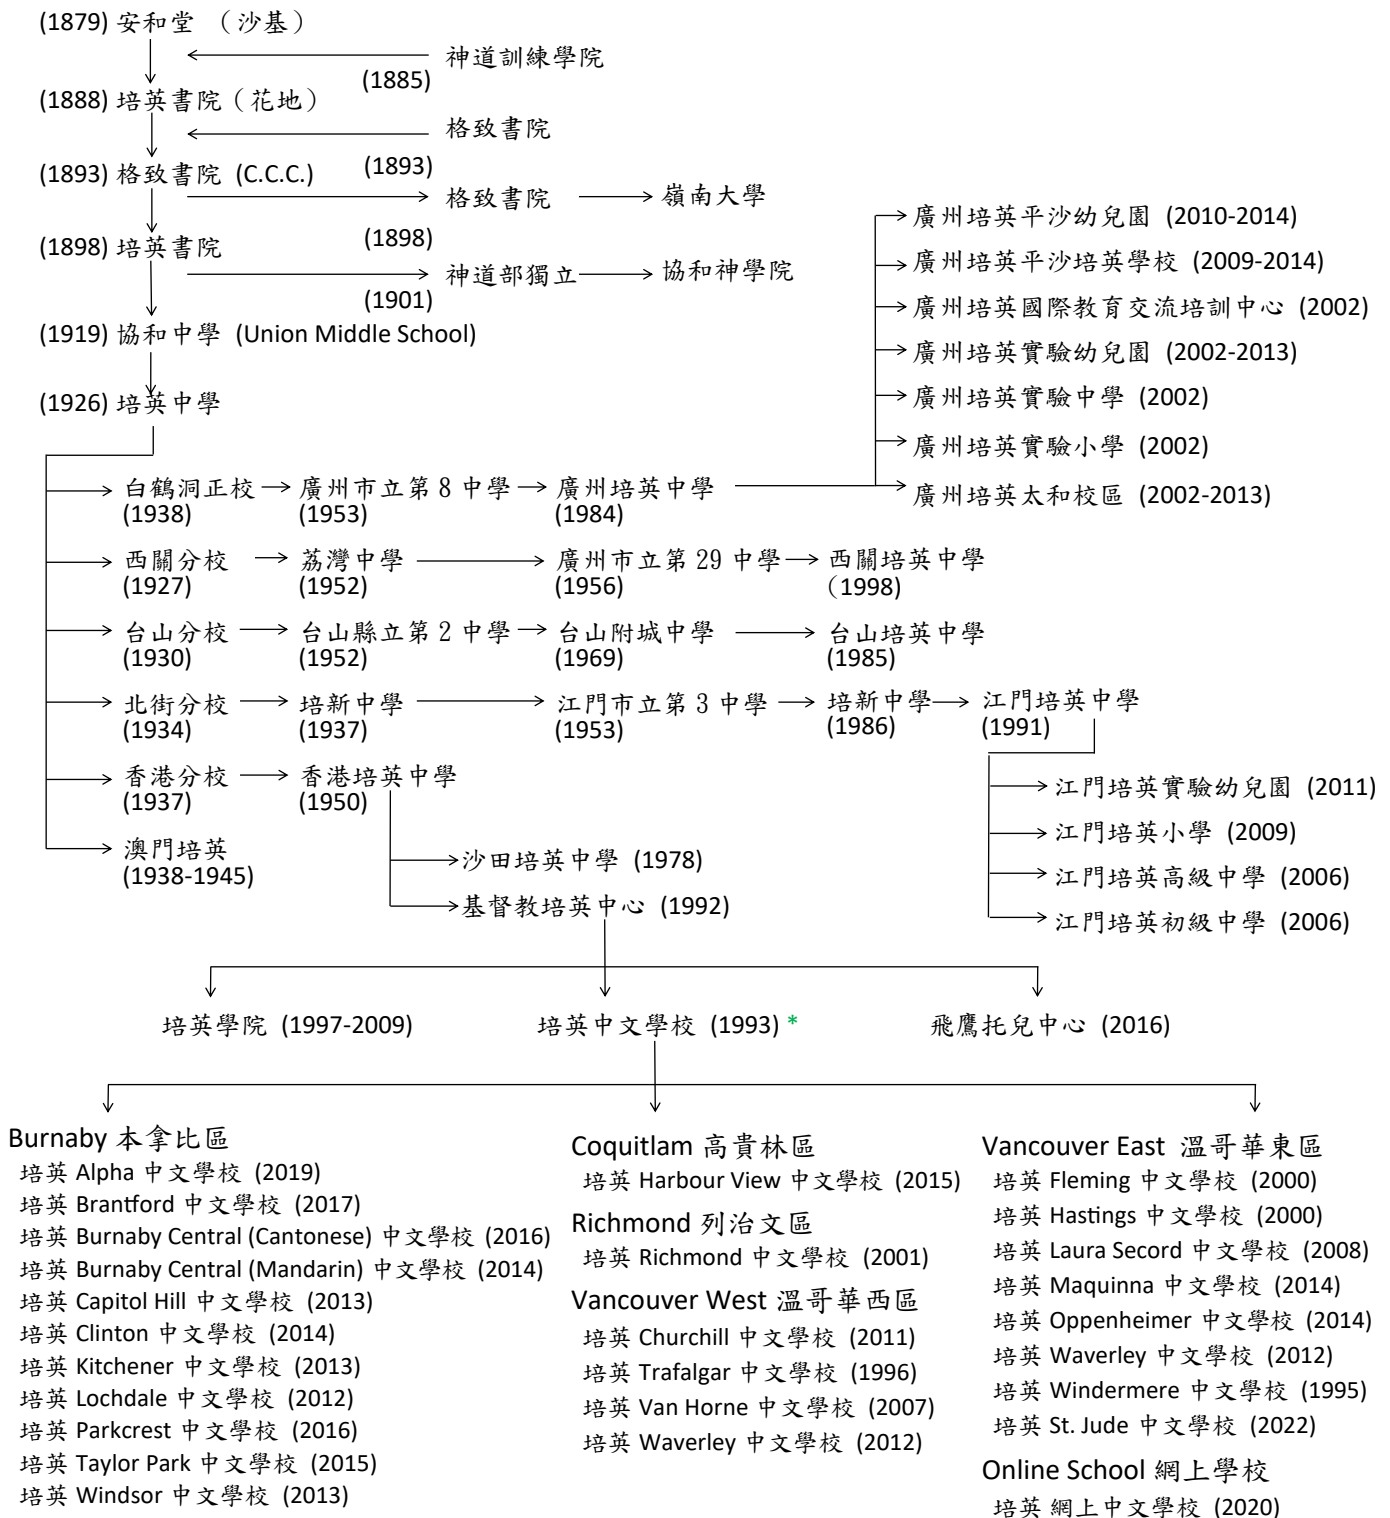 (1879) 安和堂 （沙基）
神道訓練學院
(1885)
(1888) 培英書院（花地）
格致書院
(1893)
(1893) 格致書院 (C.C.C.)
格致書院
嶺南大學
(1898)
(1898) 培英書院
神道部獨立
協和神學院
(1901)
(1919) 協和中學 (Union Middle School)
(1926) 培英中學
廣州培英平沙幼兒園 (2010-2014)
廣州培英平沙培英學校 (2009-2014)
廣州培英國際教育交流培訓中心 (2002)
廣州培英實驗幼兒園 (2002-2013)
廣州培英實驗中學 (2002)
廣州培英實驗小學 (2002)
廣州培英太和校區 (2002-2013)
白鶴洞正校 廣州市立第 8 中學 廣州培英中學
(1938) (1953) (1984)
西關分校 荔灣中學 廣州市立第 29 中學 西關培英中學
(1927) (1952) (1956) （1998)
台山分校 台山縣立第 2 中學 台山附城中學 台山培英中學
(1930) (1952) (1969) (1985)
北街分校 培新中學 江門市立第 3 中學 培新中學 江門培英中學
(1934) (1937) (1953) (1986) (1991)
香港分校 香港培英中學
(1937) (1950)
澳門培英
(1938-1945)
江門培英實驗幼兒園 (2011)
江門培英小學 (2009)
江門培英高級中學 (2006)
江門培英初級中學 (2006)
沙田培英中學 (1978)
基督教培英中心 (1992)
培英學院 (1997-2009)
培英中文學校 (1993) *
飛鷹托兒中心 (2016)
Burnaby 本拿比區
培英 Alpha 中文學校 (2019)
培英 Brantford 中文學校 (2017)
培英 Burnaby Central (Cantonese) 中文學校 (2016)
培英 Burnaby Central (Mandarin) 中文學校 (2014)
培英 Capitol Hill 中文學校 (2013)
培英 Clinton 中文學校 (2014)
培英 Kitchener 中文學校 (2013)
培英 Lochdale 中文學校 (2012)
培英 Parkcrest 中文學校 (2016)
培英 Taylor Park 中文學校 (2015)
培英 Windsor 中文學校 (2013)
Coquitlam 高貴林區
培英 Harbour View 中文學校 (2015)
Richmond 列治文區
培英 Richmond 中文學校 (2001)
Vancouver West 溫哥華西區
培英 Churchill 中文學校 (2011)
培英 Trafalgar 中文學校 (1996)
培英 Van Horne 中文學校 (2007)
培英 Waverley 中文學校 (2012)
Vancouver East 溫哥華東區
培英 Fleming 中文學校 (2000)
培英 Hastings 中文學校 (2000)
培英 Laura Secord 中文學校 (2008)
培英 Maquinna 中文學校 (2014)
培英 Oppenheimer 中文學校 (2014)
培英 Waverley 中文學校 (2012)
培英 Windermere 中文學校 (1995)
培英 St. Jude 中文學校 (2022)
Online School 網上學校
培英 網上中文學校 (2020)